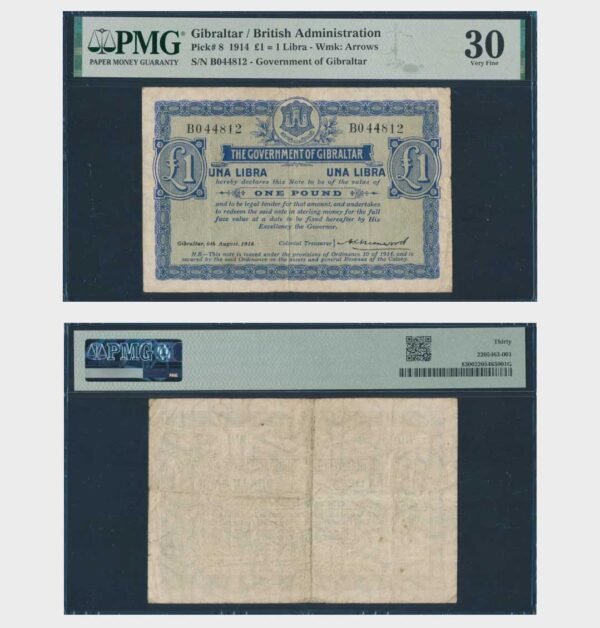 PMG
PAPER MONEY GUARANTY
Gibraltar / British Administration
Pick# 8 1914 £1 = 1 Libra - Wmk: Arrows
S/N B044812 - Government of Gibraltar
30
Very Fine
B044812 B044812
THE GOVERNMENT OF GIBRALTAR
UNA LIBRA UNA LIBRA
£1 £1
hereby declares this Note to be of the value of
ONE POUND
and to be legal tender for that amount, and undertakes
to redeem the said note in sterling money for the full
face value at a date to be fixed hereafter by His
Excellency the Governor.
Gibraltar, 6th August, 1914. Colonial Treasurer
N.B.—This note is issued under the provisions of Ordinance 10 of 1914, and is
secured by the said Ordinance on the assets and general Revenue of the Colony.
PMG
PMG
Thirty
2205463-001